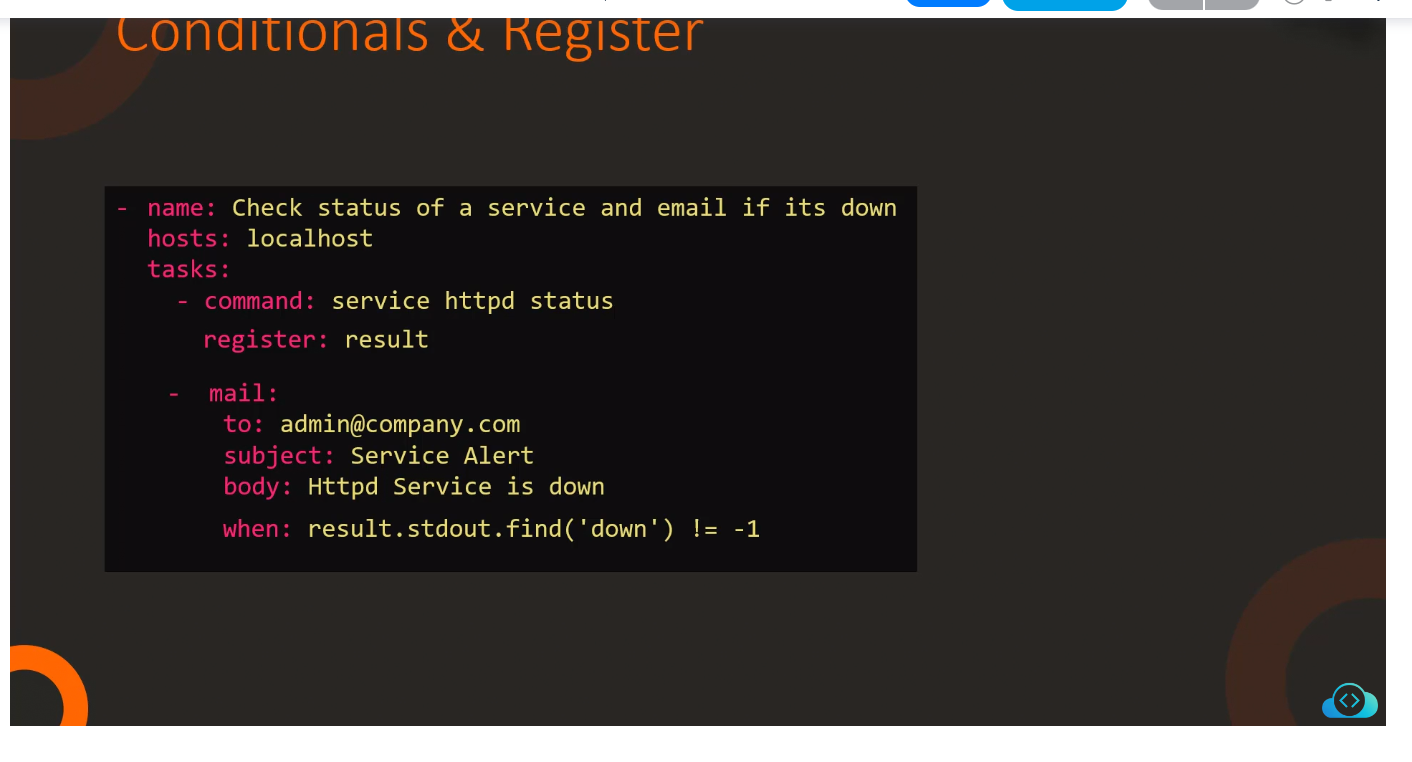 Conditionals & Register
- name: Check status of a service and email if its down
hosts: localhost
tasks:
- command: service httpd status
register: result
- mail:
to: admin@company.com
subject: Service Alert
body: Httpd Service is down
when: result.stdout.find('down') != -1